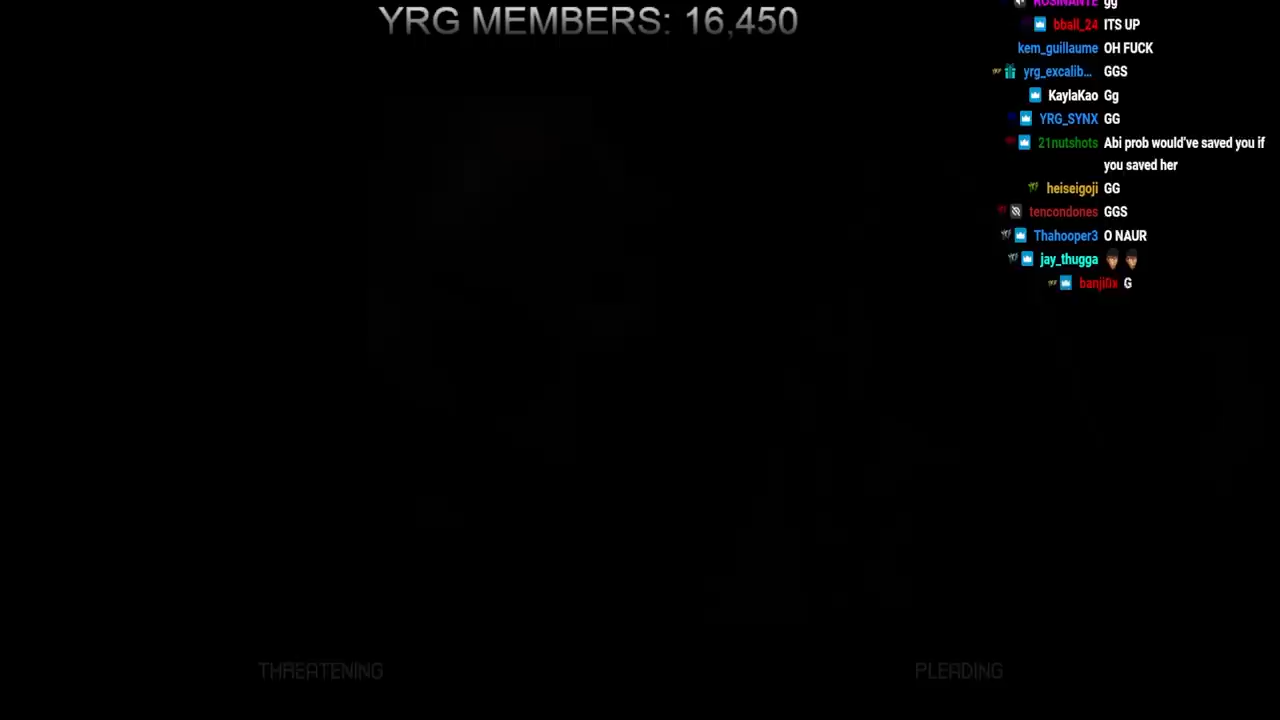 YRG MEMBERS: 16,450
ROSINANTE gg
bball_24 ITS UP
kem_guillaume OH FUCK
yrg_excalib... GGS
KaylaKao Gg
YRG_SYNX GG
21nutshots Abi prob would've saved you if
you saved her
heiseigoji GG
tencondones GGS
Thahooper3 O NAUR
jay_thugga
G
THREATENING PLEADING